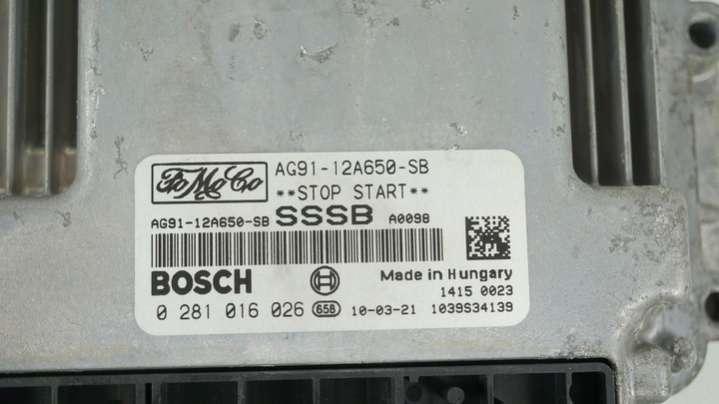 FoMoCo AG91-12A650-SB
**STOP START**
AG91-12A650-SB SSSB A0098
BOSCH Made in Hungary
1415 0023
0 281 016 026 65B 10-03-21 1039S34139